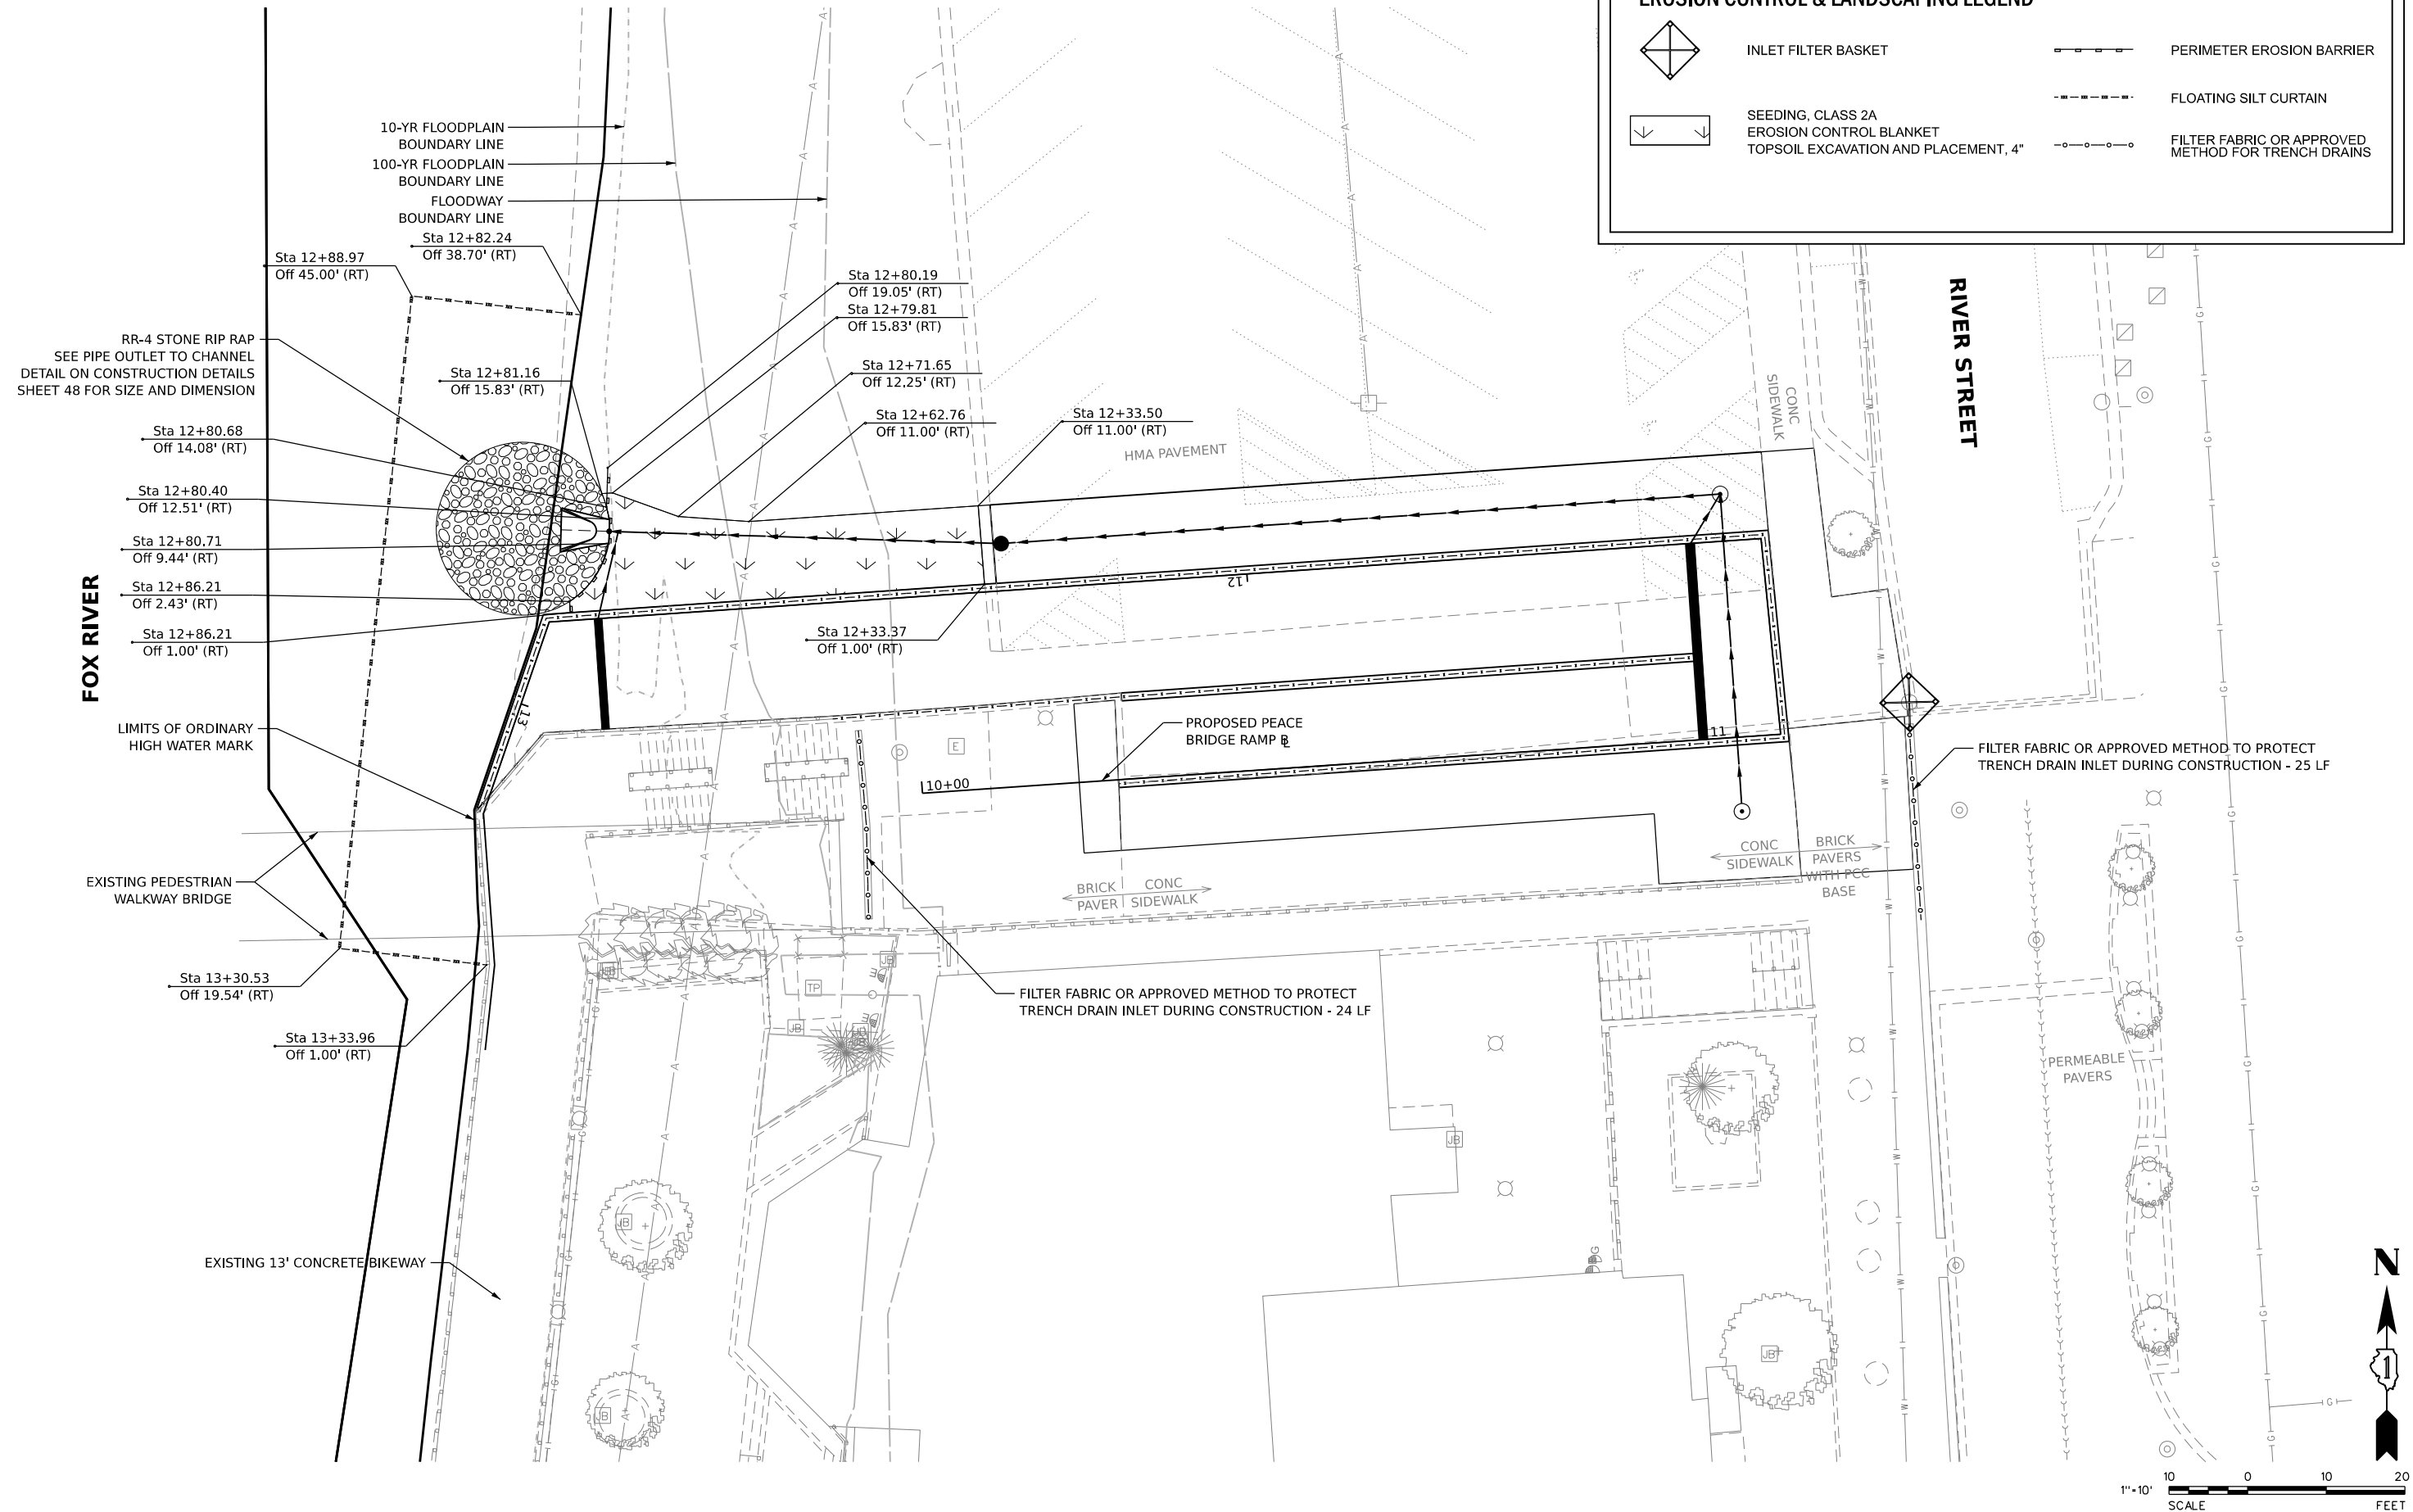 EROSION CONTROL & LANDSCAPING LEGEND
INLET FILTER BASKET
PERIMETER EROSION BARRIER
FLOATING SILT CURTAIN
SEEDING, CLASS 2A
EROSION CONTROL BLANKET
TOPSOIL EXCAVATION AND PLACEMENT, 4"
FILTER FABRIC OR APPROVED
METHOD FOR TRENCH DRAINS
10-YR FLOODPLAIN
BOUNDARY LINE
100-YR FLOODPLAIN
BOUNDARY LINE
FLOODWAY
BOUNDARY LINE
Sta 12+82.24
Off 38.70' (RT)
Sta 12+88.97
Off 45.00' (RT)
Sta 12+80.19
Off 19.05' (RT)
Sta 12+79.81
Off 15.83' (RT)
RR-4 STONE RIP RAP
SEE PIPE OUTLET TO CHANNEL
DETAIL ON CONSTRUCTION DETAILS
SHEET 48 FOR SIZE AND DIMENSION
Sta 12+81.16
Off 15.83' (RT)
Sta 12+71.65
Off 12.25' (RT)
Sta 12+62.76
Off 11.00' (RT)
Sta 12+33.50
Off 11.00' (RT)
Sta 12+80.68
Off 14.08' (RT)
HMA PAVEMENT
CONC
SIDEWALK
RIVER STREET
Sta 12+80.40
Off 12.51' (RT)
Sta 12+80.71
Off 9.44' (RT)
Sta 12+86.21
Off 2.43' (RT)
Sta 12+86.21
Off 1.00' (RT)
FOX RIVER
12
Sta 12+33.37
Off 1.00' (RT)
13
LIMITS OF ORDINARY
HIGH WATER MARK
PROPOSED PEACE
BRIDGE RAMP ℄
11
10+00
E
FILTER FABRIC OR APPROVED METHOD TO PROTECT
TRENCH DRAIN INLET DURING CONSTRUCTION - 25 LF
EXISTING PEDESTRIAN
WALKWAY BRIDGE
BRICK
PAVER
CONC
SIDEWALK
CONC
SIDEWALK
BRICK
PAVERS
WITH PCC
BASE
Sta 13+30.53
Off 19.54' (RT)
TP
JB
FILTER FABRIC OR APPROVED METHOD TO PROTECT
TRENCH DRAIN INLET DURING CONSTRUCTION - 24 LF
Sta 13+33.96
Off 1.00' (RT)
PERMEABLE
PAVERS
JB
JB
EXISTING 13' CONCRETE BIKEWAY
JB
N
1
1"=10'
10 0 10 20
SCALE FEET